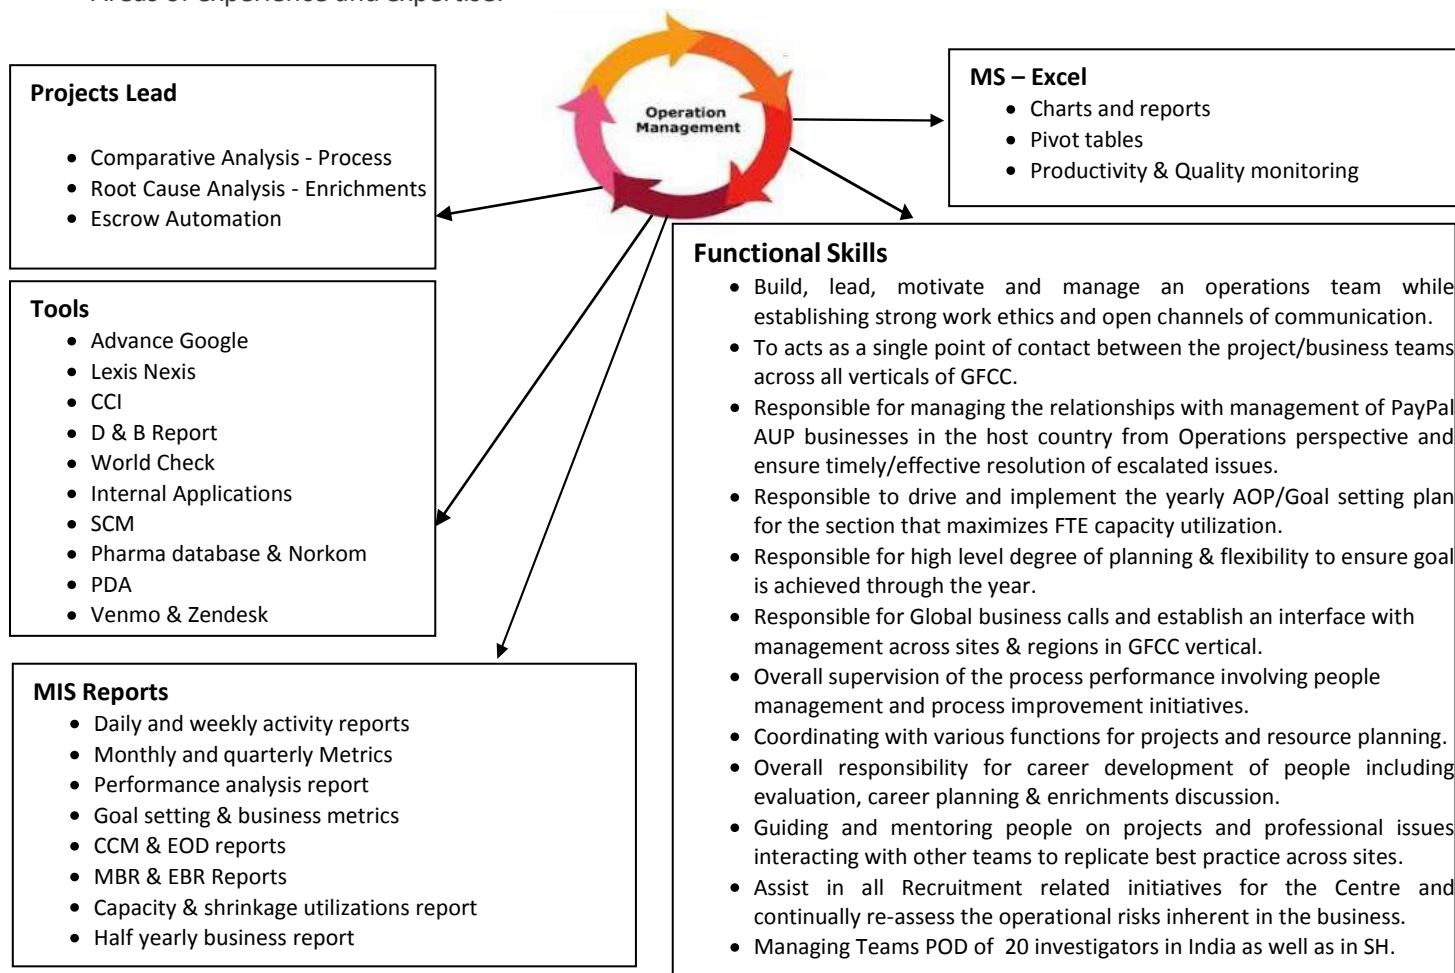 Areas of experience and expertise.
Operation
Management
Projects Lead
• Comparative Analysis - Process
• Root Cause Analysis - Enrichments
• Escrow Automation
Tools
• Advance Google
• Lexis Nexis
• CCI
• D & B Report
• World Check
• Internal Applications
• SCM
• Pharma database & Norkom
• PDA
• Venmo & Zendesk
MIS Reports
• Daily and weekly activity reports
• Monthly and quarterly Metrics
• Performance analysis report
• Goal setting & business metrics
• CCM & EOD reports
• MBR & EBR Reports
• Capacity & shrinkage utilizations report
• Half yearly business report
MS – Excel
• Charts and reports
• Pivot tables
• Productivity & Quality monitoring
Functional Skills
• Build, lead, motivate and manage an operations team while
establishing strong work ethics and open channels of communication.
• To acts as a single point of contact between the project/business teams
across all verticals of GFCC.
• Responsible for managing the relationships with management of PayPal
AUP businesses in the host country from Operations perspective and
ensure timely/effective resolution of escalated issues.
• Responsible to drive and implement the yearly AOP/Goal setting plan
for the section that maximizes FTE capacity utilization.
• Responsible for high level degree of planning & flexibility to ensure goal
is achieved through the year.
• Responsible for Global business calls and establish an interface with
management across sites & regions in GFCC vertical.
• Overall supervision of the process performance involving people
management and process improvement initiatives.
• Coordinating with various functions for projects and resource planning.
• Overall responsibility for career development of people including
evaluation, career planning & enrichments discussion.
• Guiding and mentoring people on projects and professional issues
interacting with other teams to replicate best practice across sites.
• Assist in all Recruitment related initiatives for the Centre and
continually re-assess the operational risks inherent in the business.
• Managing Teams POD of 20 investigators in India as well as in SH.